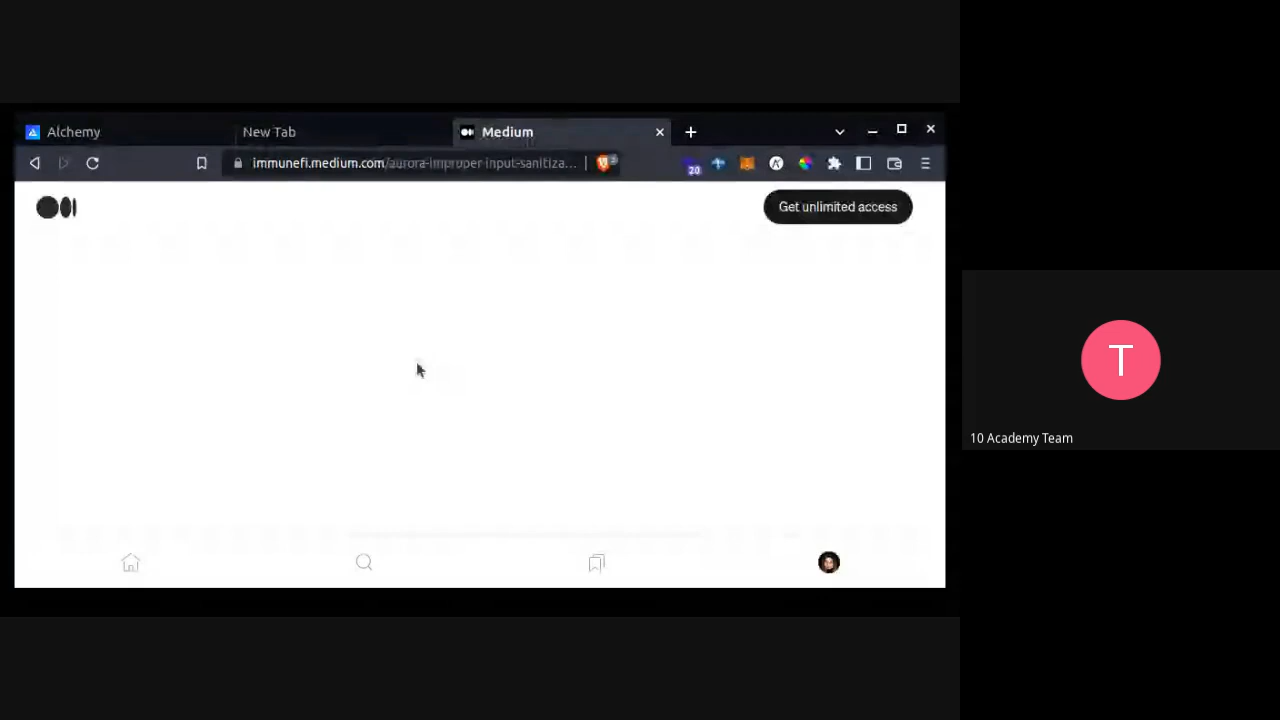 Alchemy New Tab Medium
immunefi.medium.com/aurora-improper-input-sanitiza...
20
Get unlimited access
T
10 Academy Team